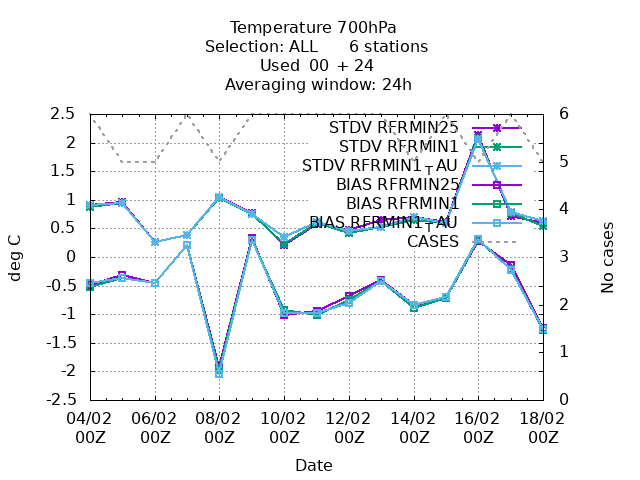 Temperature 700hPa
Selection: ALL 6 stations
Used 00 + 24
Averaging window: 24h
2.5
2
1.5
1
0.5
0
-0.5
-1
-1.5
-2
-2.5
deg C
6
5
4
3
2
1
0
No cases
STDV RFRMIN25
STDV RFRMIN1
STDV RFRMIN1_AU
BIAS RFRMIN25
BIAS RFRMIN1
BIAS RFRMIN1_AU
CASES
04/02 06/02 08/02 10/02 12/02 14/02 16/02 18/02
00Z 00Z 00Z 00Z 00Z 00Z 00Z 00Z
Date